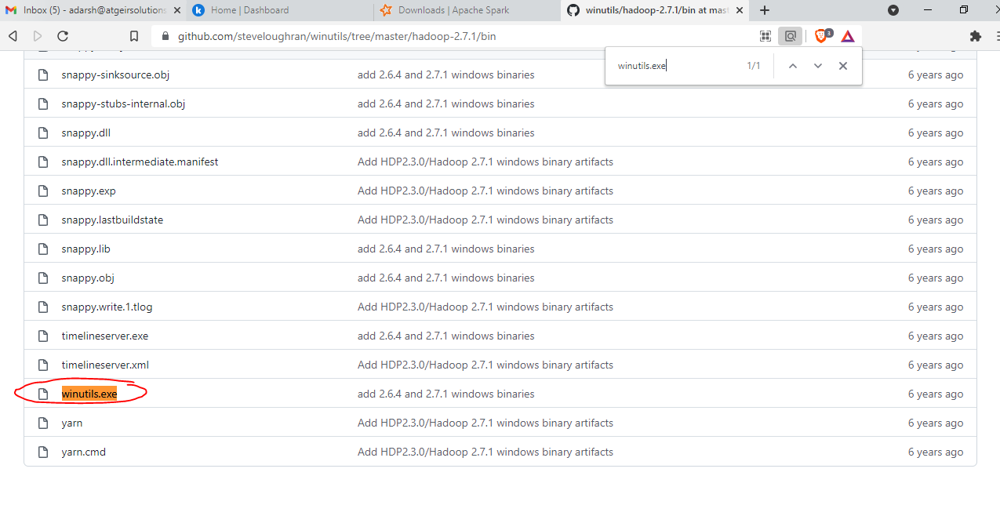 Inbox (5) - adarsh@atgeirsolutions
Home | Dashboard
Downloads | Apache Spark
winutils/hadoop-2.7.1/bin at mast
github.com/steveloughran/winutils/tree/master/hadoop-2.7.1/bin
3
winutils.exe 1/1
snappy-sinksource.obj add 2.6.4 and 2.7.1 windows binaries 6 years ago
snappy-stubs-internal.obj add 2.6.4 and 2.7.1 windows binaries 6 years ago
snappy.dll add 2.6.4 and 2.7.1 windows binaries 6 years ago
snappy.dll.intermediate.manifest Add HDP2.3.0/Hadoop 2.7.1 windows binary artifacts 6 years ago
snappy.exp Add HDP2.3.0/Hadoop 2.7.1 windows binary artifacts 6 years ago
snappy.lastbuildstate Add HDP2.3.0/Hadoop 2.7.1 windows binary artifacts 6 years ago
snappy.lib add 2.6.4 and 2.7.1 windows binaries 6 years ago
snappy.obj add 2.6.4 and 2.7.1 windows binaries 6 years ago
snappy.write.1.tlog Add HDP2.3.0/Hadoop 2.7.1 windows binary artifacts 6 years ago
timelineserver.exe add 2.6.4 and 2.7.1 windows binaries 6 years ago
timelineserver.xml Add HDP2.3.0/Hadoop 2.7.1 windows binary artifacts 6 years ago
winutils.exe add 2.6.4 and 2.7.1 windows binaries 6 years ago
yarn Add HDP2.3.0/Hadoop 2.7.1 windows binary artifacts 6 years ago
yarn.cmd Add HDP2.3.0/Hadoop 2.7.1 windows binary artifacts 6 years ago